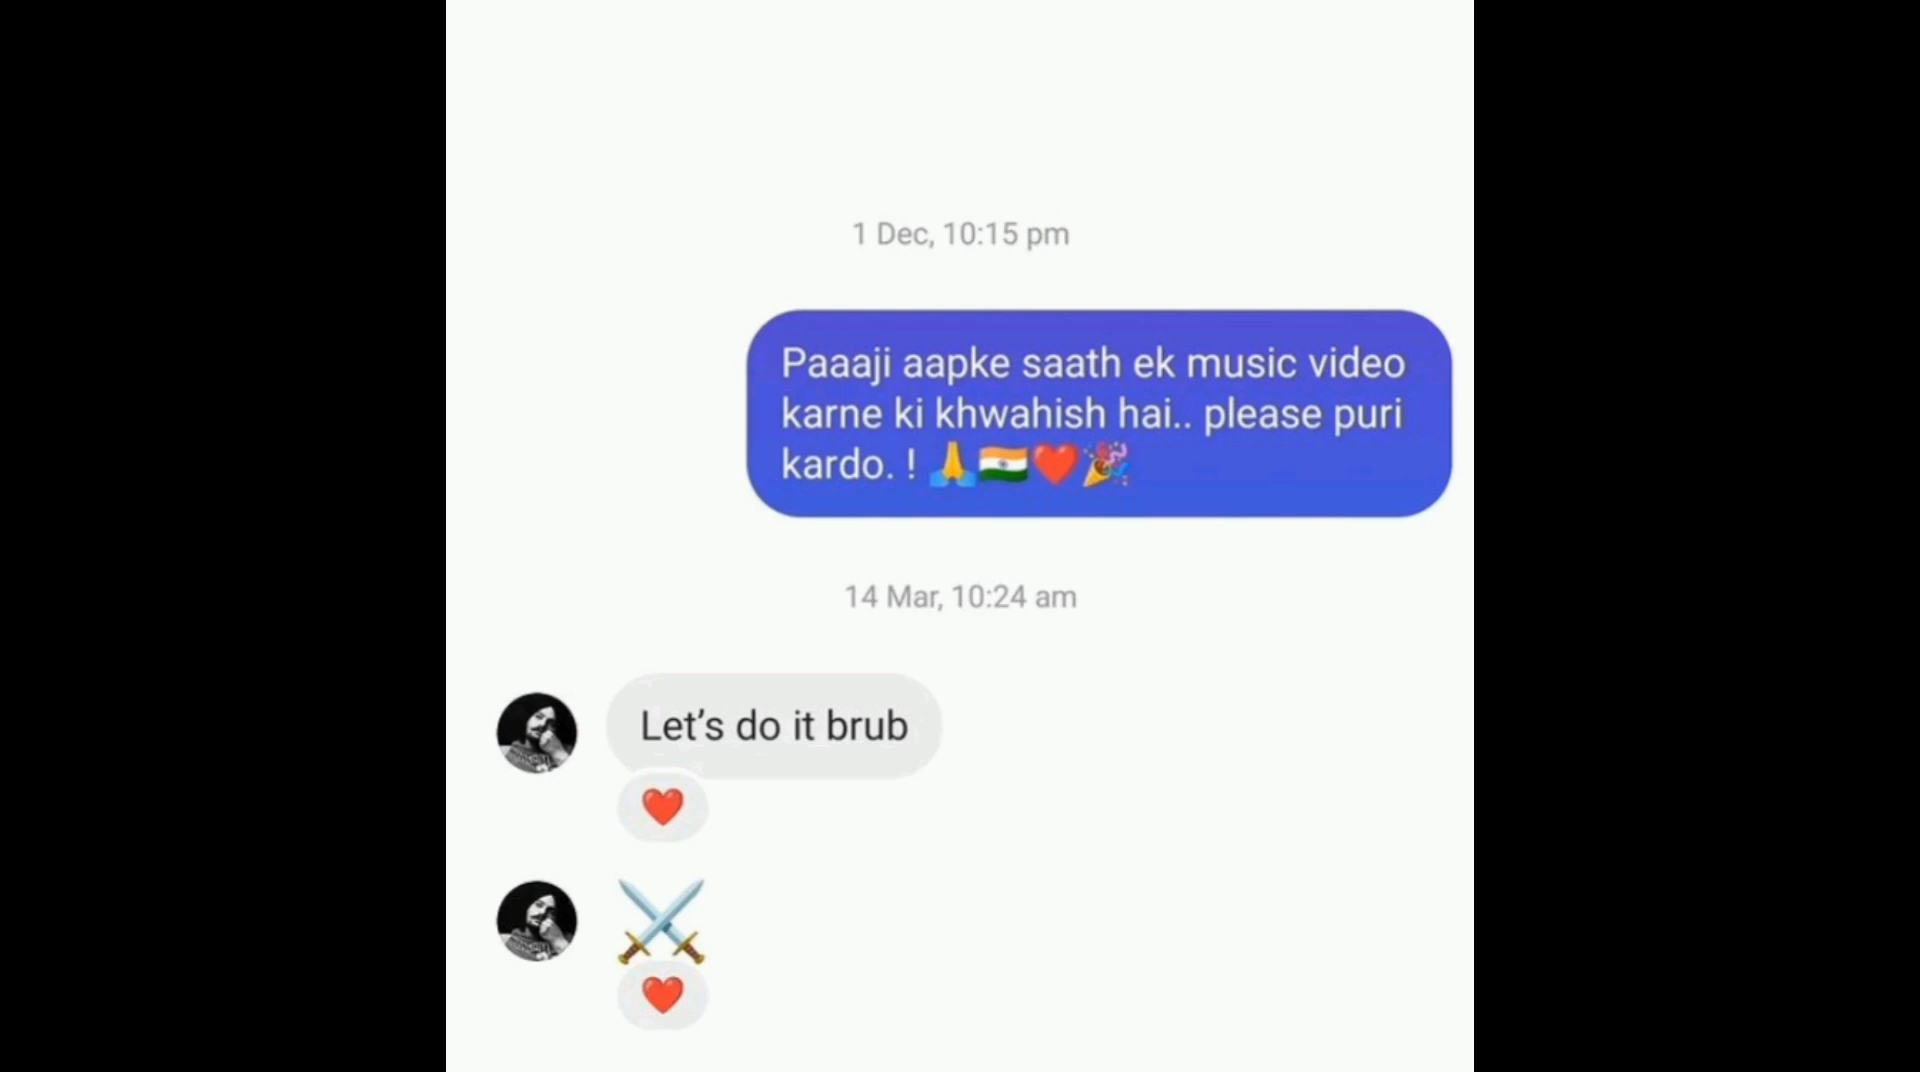 1 Dec, 10:15 pm
Paaaji aapke saath ek music video
karne ki khwahish hai.. please puri
kardo. ! 🙏🇮🇳❤️🎉
14 Mar, 10:24 am
Let’s do it brub
❤️
⚔️
❤️